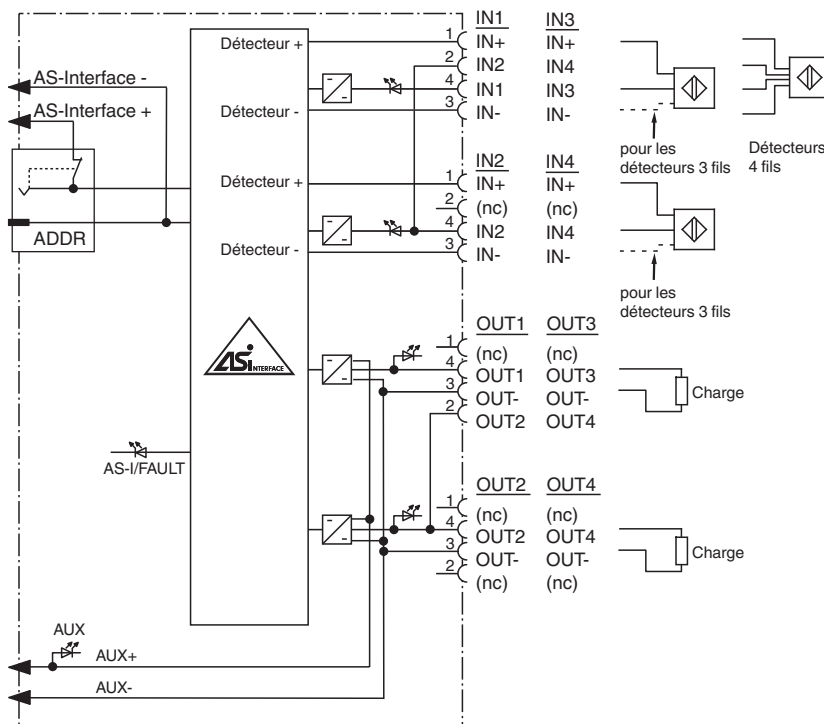 IN1 IN3
Détecteur + 1 IN+ IN+
2 IN2 IN4
AS-Interface - 4 IN1 IN3
AS-Interface + Détecteur - 3 IN- IN-
pour les
détecteurs 3 fils
Détecteurs
4 fils
IN2 IN4
Détecteur + 1 IN+ IN+
2 (nc) (nc)
ADDR 4 IN2 IN4
Détecteur - 3 IN- IN-
pour les
détecteurs 3 fils
OUT1 OUT3
1 (nc) (nc)
ASi INTERFACE
4 OUT1 OUT3
3 OUT- OUT- Charge
2 OUT2 OUT4
AS-I/FAULT
OUT2 OUT4
1 (nc) (nc)
4 OUT2 OUT4
3 OUT- OUT- Charge
2 (nc) (nc)
AUX
AUX+
AUX-